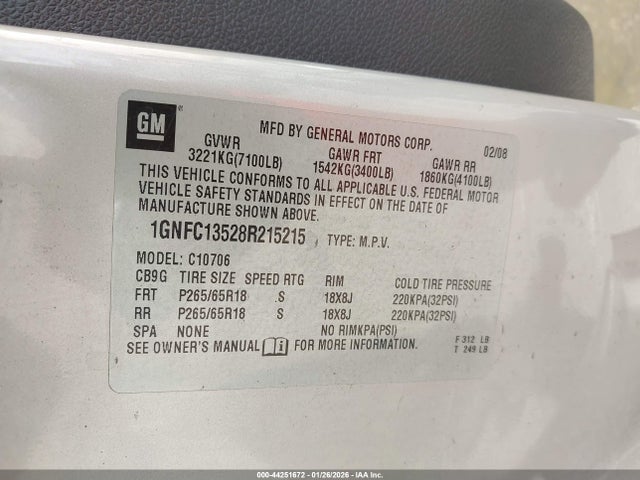 GM
MFD BY GENERAL MOTORS CORP. 02/08
GVWR GAWR FRT GAWR RR
3221KG(7100LB) 1542KG(3400LB) 1860KG(4100LB)
THIS VEHICLE CONFORMS TO ALL APPLICABLE U.S. FEDERAL MOTOR
VEHICLE SAFETY STANDARDS IN EFFECT ON THE DATE OF
MANUFACTURE SHOWN ABOVE.
1GNFC13528R215215 TYPE: M.P.V.
MODEL: C10706
CB9G TIRE SIZE SPEED RTG RIM COLD TIRE PRESSURE
FRT P265/65R18 S 18X8J 220KPA(32PSI)
RR P265/65R18 S 18X8J 220KPA(32PSI)
SPA NONE NO RIMKPA(PSI)
SEE OWNER'S MANUAL FOR MORE INFORMATION.
F 312 LB
T 249 LB
000-44251672 - 01/26/2026 - IAA Inc.